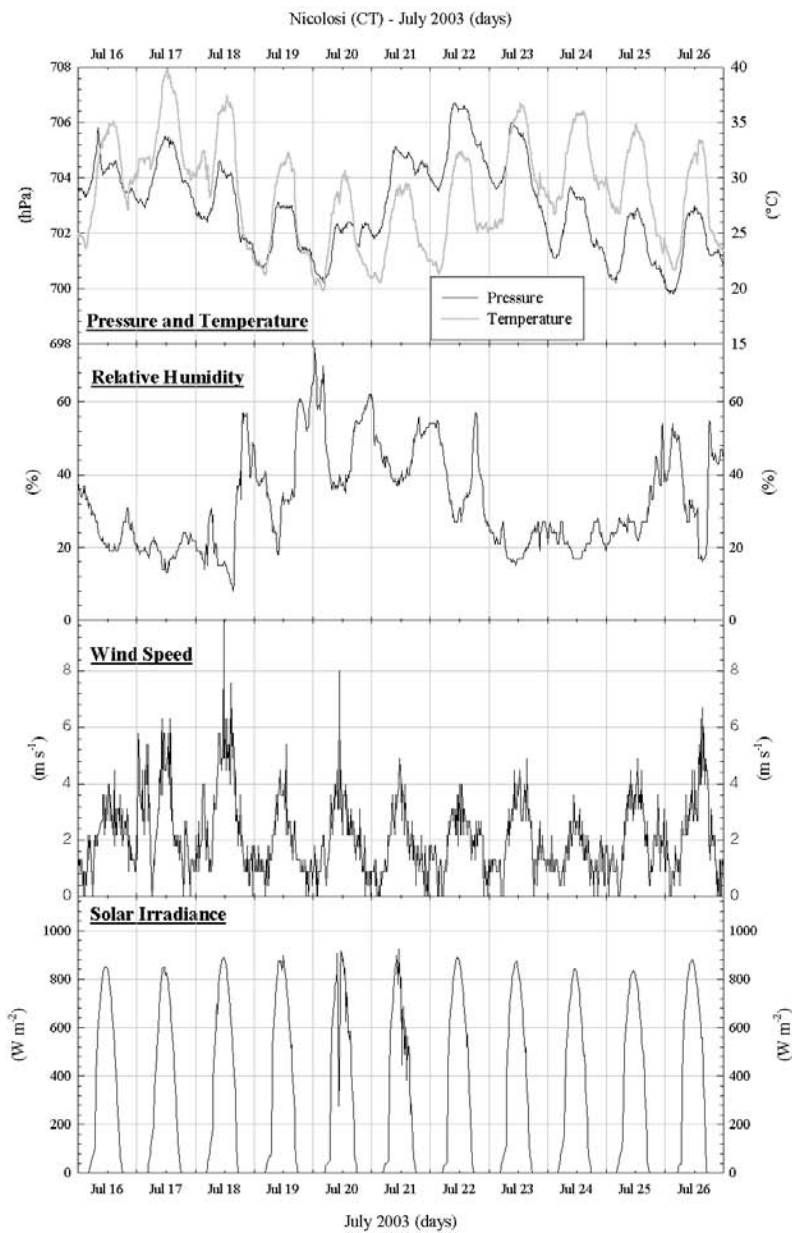 Nicolosi (CT) - July 2003 (days)
Jul 16 Jul 17 Jul 18 Jul 19 Jul 20 Jul 21 Jul 22 Jul 23 Jul 24 Jul 25 Jul 26
708 40
706 35
704 30
(hPa) (°C)
702 25
700 20
Pressure
Temperature
Pressure and Temperature
698 15
Relative Humidity
60 60
(%) 40 40 (%)
20 20
0 0
Wind Speed
8 8
6 6
(m s-1) 4 4 (m s-1)
2 2
0 0
Solar Irradiance
1000 1000
800 800
(W m-2) 600 600 (W m-2)
400 400
200 200
0 0
Jul 16 Jul 17 Jul 18 Jul 19 Jul 20 Jul 21 Jul 22 Jul 23 Jul 24 Jul 25 Jul 26
July 2003 (days)